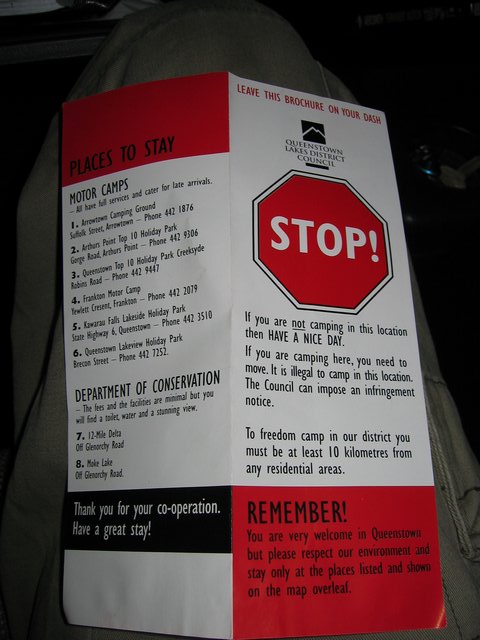 PLACES TO STAY
MOTOR CAMPS
– All have full services and cater for late arrivals.
1. Arrowtown Camping Ground
Suffolk Street, Arrowtown – Phone 442 1876
2. Arthurs Point Top 10 Holiday Park
Gorge Road, Arthurs Point – Phone 442 9306
3. Queenstown Top 10 Holiday Park Creeksyde
Robins Road – Phone 442 9447
4. Frankton Motor Camp
Yewlett Cresent, Frankton – Phone 442 2079
5. Kawarau Falls Lakeside Holiday Park
State Highway 6, Queenstown – Phone 442 3510
6. Queenstown Lakeview Holiday Park
Brecon Street – Phone 442 7252.
DEPARTMENT OF CONSERVATION
– The fees and the facilities are minimal but you
will find a toilet, water and a stunning view.
7. 12-Mile Delta
Off Glenorchy Road
8. Moke Lake
Off Glenorchy Road.
Thank you for your co-operation.
Have a great stay!
LEAVE THIS BROCHURE ON YOUR DASH
QUEENSTOWN
LAKES DISTRICT
COUNCIL
STOP!
If you are not camping in this location
then HAVE A NICE DAY.
If you are camping here, you need to
move. It is illegal to camp in this location.
The Council can impose an infringement
notice.
To freedom camp in our district you
must be at least 10 kilometres from
any residential areas.
REMEMBER!
You are very welcome in Queenstown
but please respect our environment and
stay only at the places listed and shown
on the map overleaf.